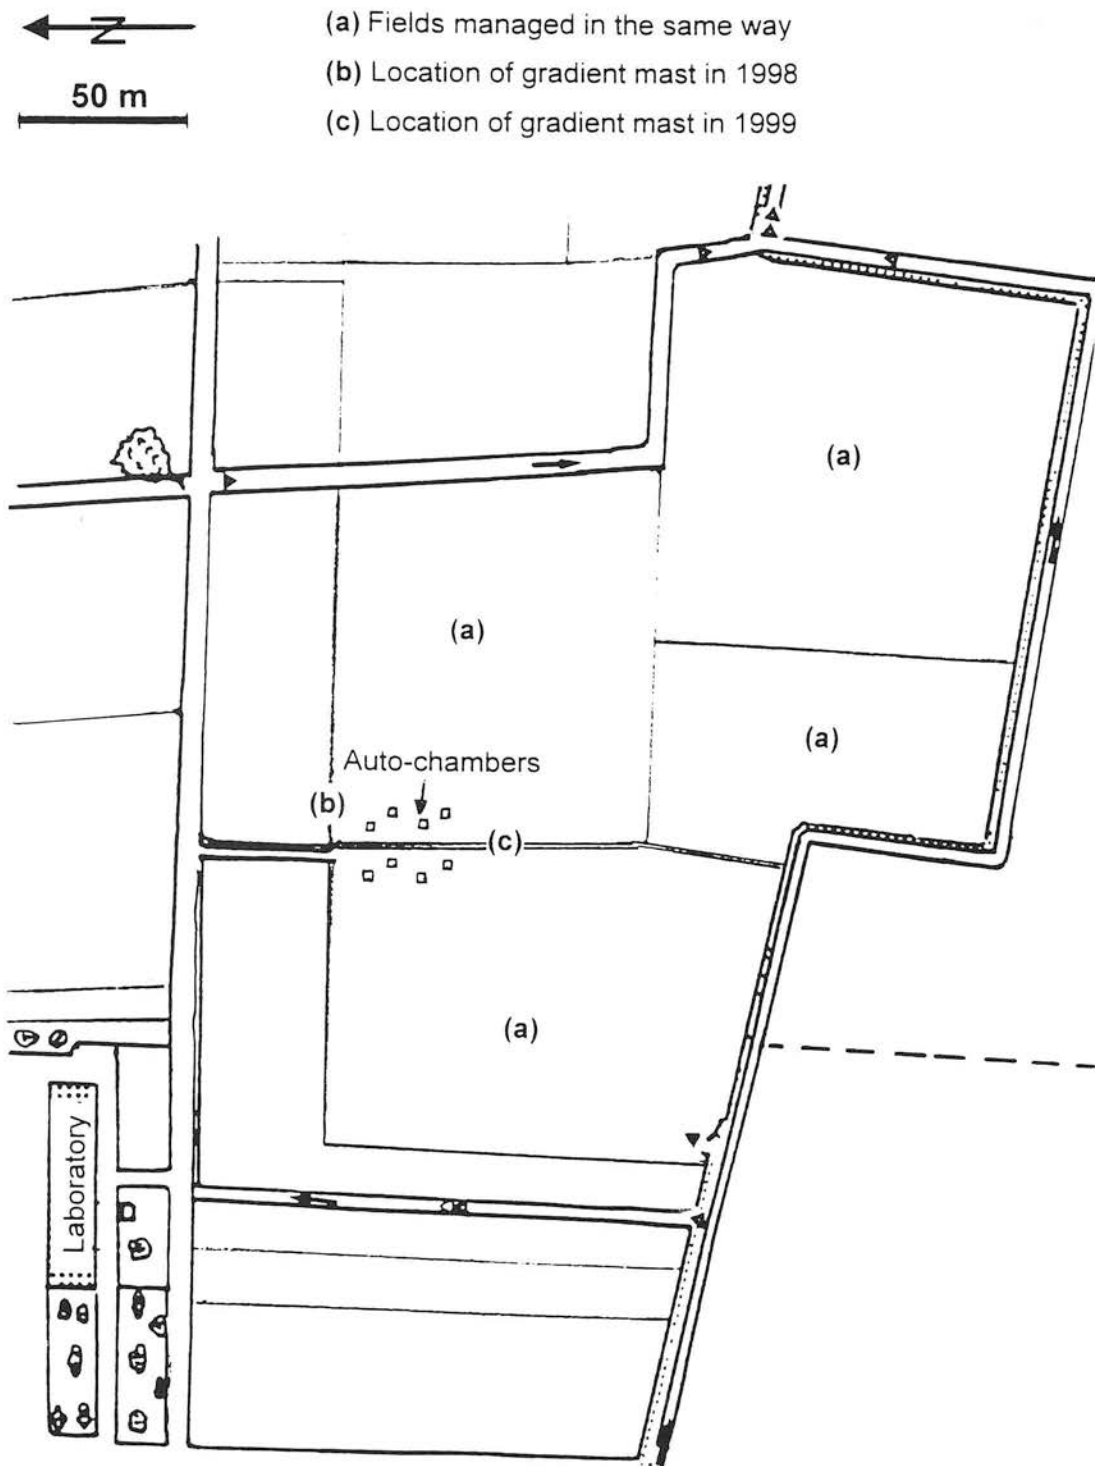 N
(a) Fields managed in the same way
50 m
(b) Location of gradient mast in 1998
(c) Location of gradient mast in 1999
(a)
(a)
(a)
Auto-chambers
(b)
(c)
(a)
Laboratory